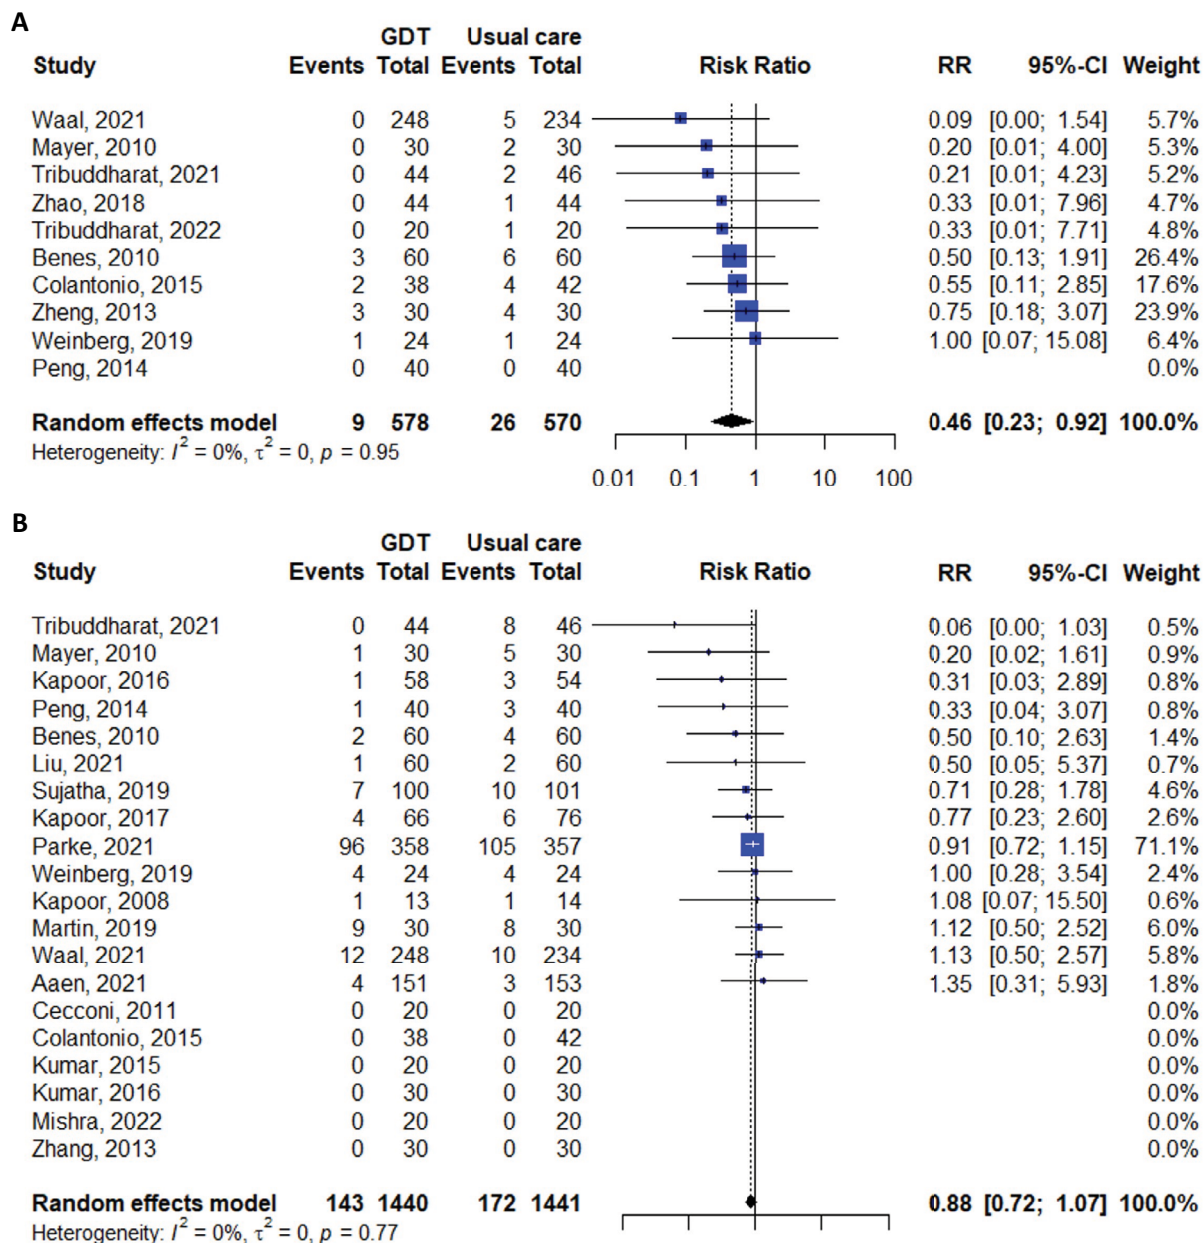 A
GDT Usual care
Study Events Total Events Total Risk Ratio RR 95%-CI Weight
Waal, 2021 0 248 5 234 0.09 [0.00; 1.54] 5.7%
Mayer, 2010 0 30 2 30 0.20 [0.01; 4.00] 5.3%
Tribuddharat, 2021 0 44 2 46 0.21 [0.01; 4.23] 5.2%
Zhao, 2018 0 44 1 44 0.33 [0.01; 7.96] 4.7%
Tribuddharat, 2022 0 20 1 20 0.33 [0.01; 7.71] 4.8%
Benes, 2010 3 60 6 60 0.50 [0.13; 1.91] 26.4%
Colantonio, 2015 2 38 4 42 0.55 [0.11; 2.85] 17.6%
Zheng, 2013 3 30 4 30 0.75 [0.18; 3.07] 23.9%
Weinberg, 2019 1 24 1 24 1.00 [0.07; 15.08] 6.4%
Peng, 2014 0 40 0 40 0.0%
Random effects model 9 578 26 570 0.46 [0.23; 0.92] 100.0%
Heterogeneity: I² = 0%, τ² = 0, p = 0.95
0.01 0.1 1 10 100
B
GDT Usual care
Study Events Total Events Total Risk Ratio RR 95%-CI Weight
Tribuddharat, 2021 0 44 8 46 0.06 [0.00; 1.03] 0.5%
Mayer, 2010 1 30 5 30 0.20 [0.02; 1.61] 0.9%
Kapoor, 2016 1 58 3 54 0.31 [0.03; 2.89] 0.8%
Peng, 2014 1 40 3 40 0.33 [0.04; 3.07] 0.8%
Benes, 2010 2 60 4 60 0.50 [0.10; 2.63] 1.4%
Liu, 2021 1 60 2 60 0.50 [0.05; 5.37] 0.7%
Sujatha, 2019 7 100 10 101 0.71 [0.28; 1.78] 4.6%
Kapoor, 2017 4 66 6 76 0.77 [0.23; 2.60] 2.6%
Parke, 2021 96 358 105 357 0.91 [0.72; 1.15] 71.1%
Weinberg, 2019 4 24 4 24 1.00 [0.28; 3.54] 2.4%
Kapoor, 2008 1 13 1 14 1.08 [0.07; 15.50] 0.6%
Martin, 2019 9 30 8 30 1.12 [0.50; 2.52] 6.0%
Waal, 2021 12 248 10 234 1.13 [0.50; 2.57] 5.8%
Aaen, 2021 4 151 3 153 1.35 [0.31; 5.93] 1.8%
Cecconi, 2011 0 20 0 20 0.0%
Colantonio, 2015 0 38 0 42 0.0%
Kumar, 2015 0 20 0 20 0.0%
Kumar, 2016 0 30 0 30 0.0%
Mishra, 2022 0 20 0 20 0.0%
Zhang, 2013 0 30 0 30 0.0%
Random effects model 143 1440 172 1441 0.88 [0.72; 1.07] 100.0%
Heterogeneity: I² = 0%, τ² = 0, p = 0.77